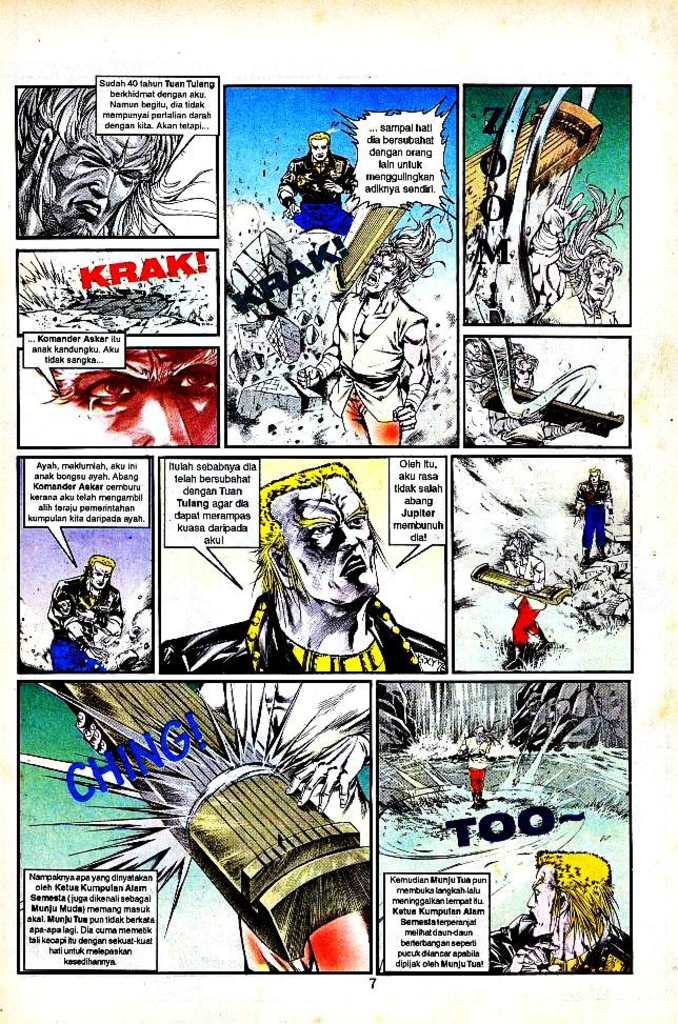 Sudah 40 tahun Tuan Tulang
berkhidmat dengan aku.
Namun begitu, dia tidak
mempunyai pertalian darah
dengan kita. Akan tetapi...
... sampai hati
dia bersubahat
dengan orang
lain untuk
menggulingkan
adiknya sendiri.
ZOOM!
KRAK!
KRAK!
... Komander Askar itu
anak kandungku. Aku
tidak sangka...
Ayah, maklumlah, aku ini
anak bongsu ayah. Abang
Komander Askar cemburu
kerana aku telah mengambil
alih teraju pemerintahan
kumpulan kita daripada ayah.
Itulah sebabnya dia
telah bersubahat
dengan Tuan
Tulang agar dia
dapat merampas
kuasa daripada
aku!
Oleh itu,
aku rasa
tidak salah
abang
Jupiter
membunuh
dia!
CHING!
Nampaknya apa yang dinyatakan
oleh Ketua Kumpulan Alam
Semesta (juga dikenali sebagai
Munju Muda) memang masuk
akal. Munju Tua pun tidak berkata
apa-apa lagi. Dia cuma memetik
tali kecapi itu dengan sekuat-kuat
hati untuk melepaskan
kesedihannya.
TOO~
Kemudian Munju Tua pun
membuka langkah lalu
meninggalkan tempat itu.
Ketua Kumpulan Alam
Semesta terperanjat
melihat daun-daun
berterbangan seperti
pucuk dilancar apabila
dipijak oleh Munju Tua!
7